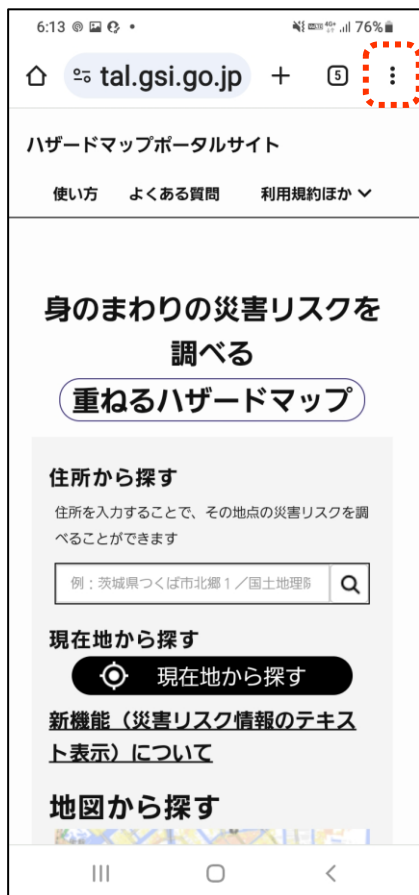 6:13
76%
tal.gsi.go.jp
5
ハザードマップポータルサイト
使い方 よくある質問 利用規約ほか
身のまわりの災害リスクを
調べる
重ねるハザードマップ
住所から探す
住所を入力することで、その地点の災害リスクを調
べることができます
例：茨城県つくば市北郷１／国土地理院
現在地から探す
現在地から探す
新機能（災害リスク情報のテキス
ト表示）について
地図から探す